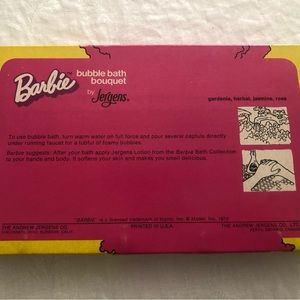 Barbie™ bubble bath
bouquet
by Jergens®
gardenia, herbal, jasmine, rose
To use bubble bath, turn warm water on full force and pour several capfuls directly
under running faucet for a tubful of foamy bubbles.
Barbie suggests: After your bath apply Jergens Lotion from the Barbie Bath Collection
to your hands and body. It softens your skin and makes you smell delicious.
"BARBIE" is a licensed trademark of Mattel, Inc. © Mattel, Inc.
THE ANDREW JERGENS CO.
PRINTED IN U.S.A.
THE ANDREW JERGENS CO.